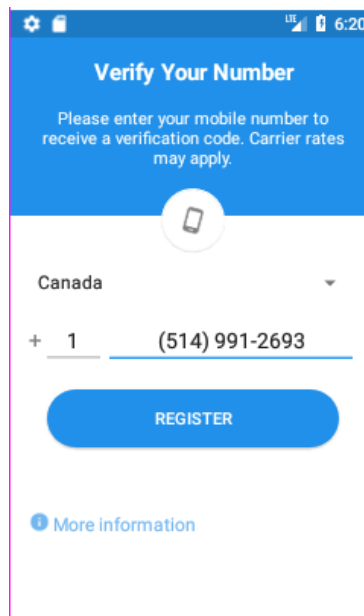 LTE 6:20
Verify Your Number
Please enter your mobile number to
receive a verification code. Carrier rates
may apply.
Canada
+ 1 (514) 991-2693
REGISTER
More information